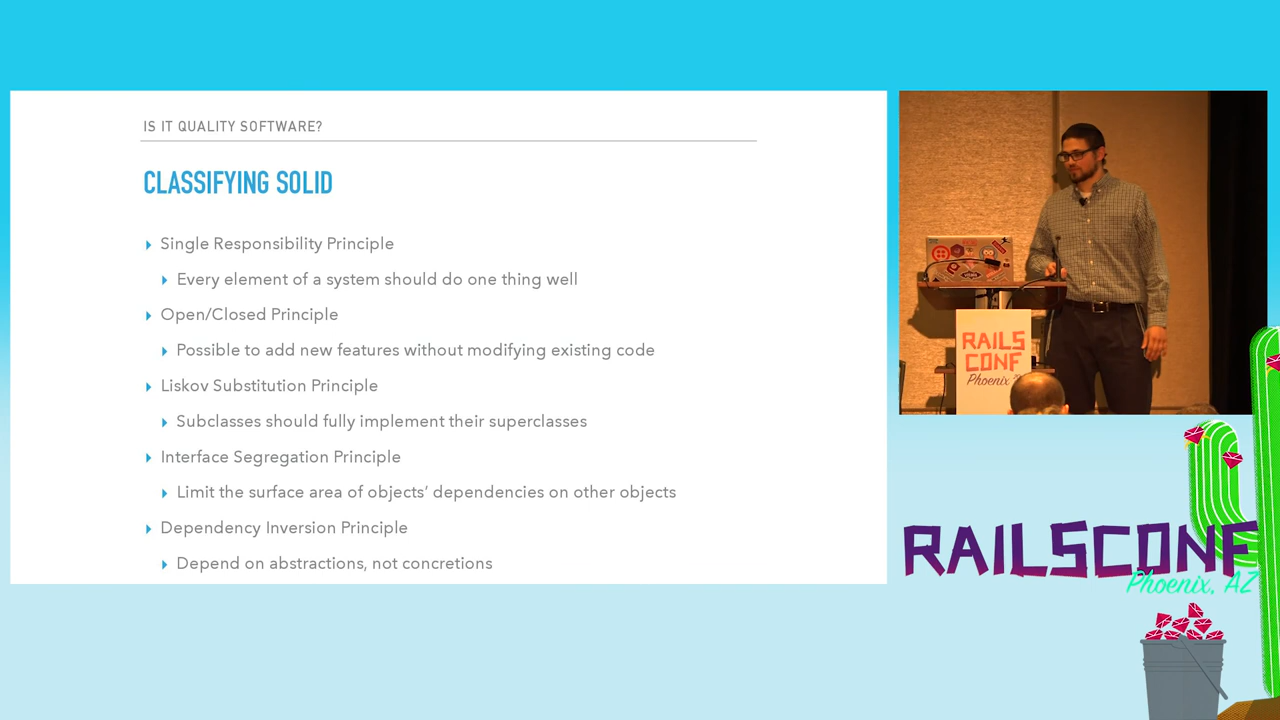 IS IT QUALITY SOFTWARE?
CLASSIFYING SOLID
Single Responsibility Principle
Every element of a system should do one thing well
Open/Closed Principle
Possible to add new features without modifying existing code
Liskov Substitution Principle
Subclasses should fully implement their superclasses
Interface Segregation Principle
Limit the surface area of objects’ dependencies on other objects
Dependency Inversion Principle
Depend on abstractions, not concretions
RAILS
CONF
Phoenix
RAILSCONF
Phoenix, AZ